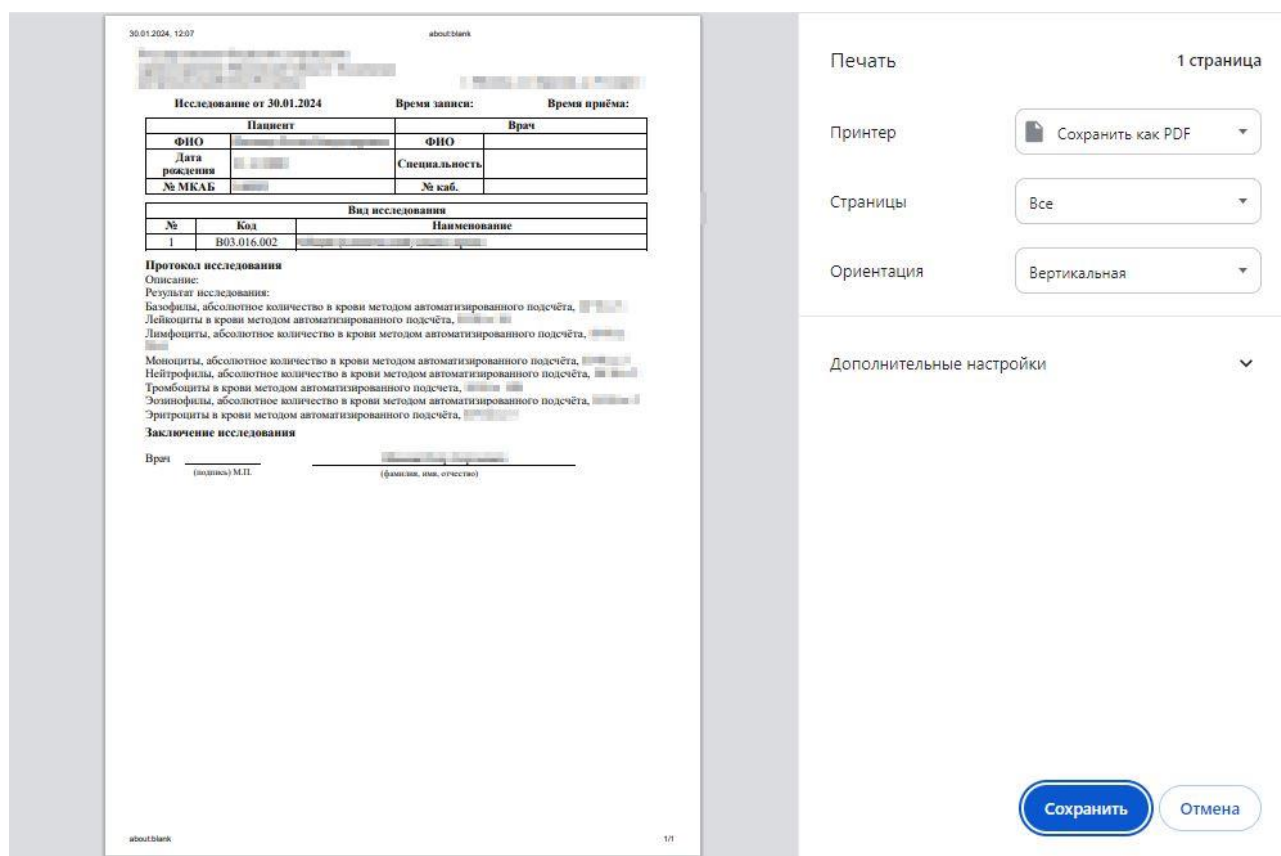 30.01.2024, 12:07 about:blank
Исследование от 30.01.2024 Время записи: Время приёма:
Пациент Врач
ФИО ФИО
Дата рождения Специальность
№ МКАБ № каб.
Вид исследования
№ Код Наименование
1 B03.016.002
Протокол исследования
Описание:
Результат исследования:
Базофилы, абсолютное количество в крови методом автоматизированного подсчёта,
Лейкоциты в крови методом автоматизированного подсчёта,
Лимфоциты, абсолютное количество в крови методом автоматизированного подсчёта,
Моноциты, абсолютное количество в крови методом автоматизированного подсчёта,
Нейтрофилы, абсолютное количество в крови методом автоматизированного подсчёта,
Тромбоциты в крови методом автоматизированного подсчета,
Эозинофилы, абсолютное количество в крови методом автоматизированного подсчёта,
Эритроциты в крови методом автоматизированного подсчёта,
Заключение исследования
Врач
(подпись) М.П. (фамилия, имя, отчество)
about:blank 1/1
Печать 1 страница
Принтер Сохранить как PDF
Страницы Все
Ориентация Вертикальная
Дополнительные настройки
Сохранить Отмена